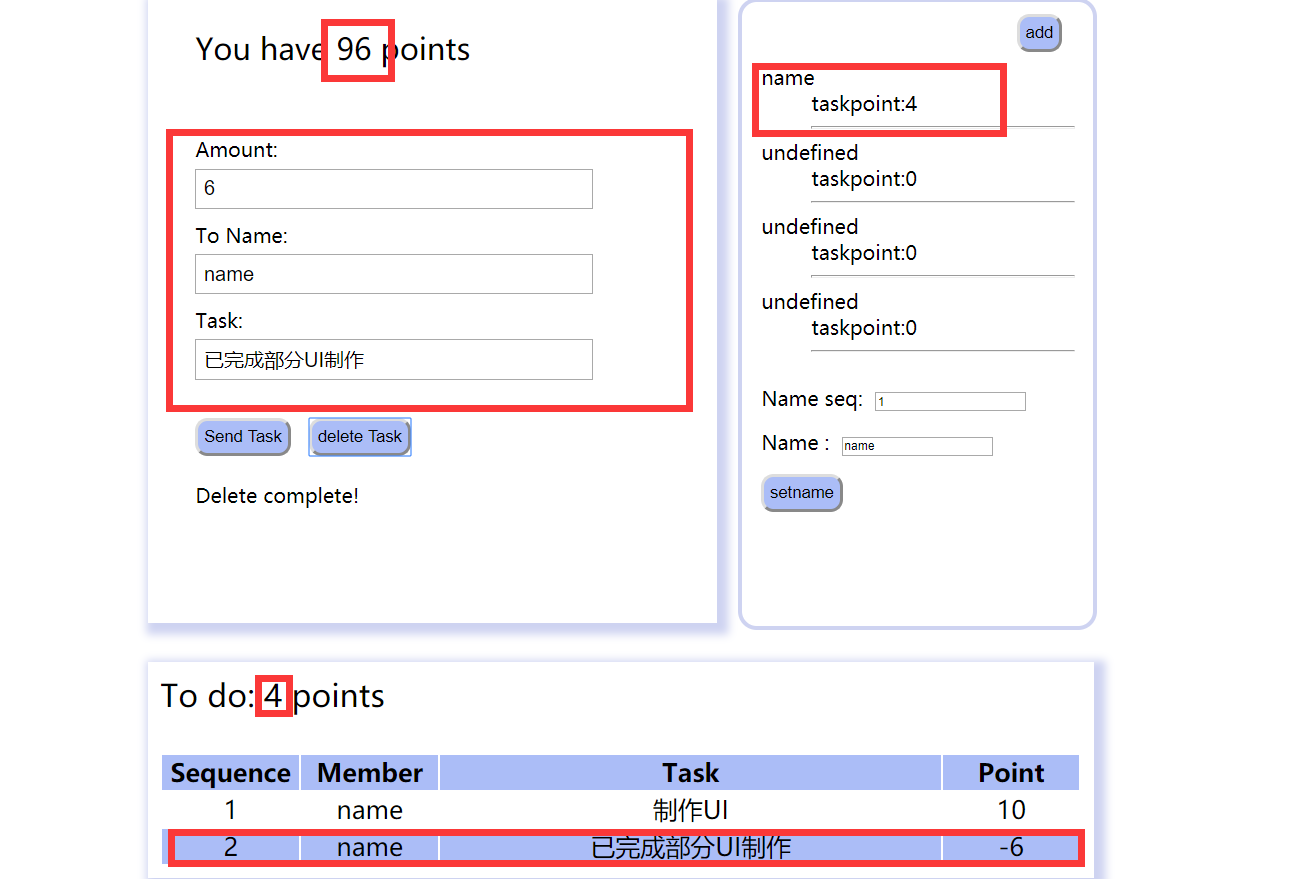 You have 96 points
Amount:
6
To Name:
name
Task:
已完成部分UI制作
Send Task delete Task
Delete complete!
add
name
taskpoint:4
undefined
taskpoint:0
undefined
taskpoint:0
undefined
taskpoint:0
Name seq: 1
Name : name
setname
To do: 4 points
Sequence Member Task Point
1 name 制作UI 10
2 name 已完成部分UI制作 -6